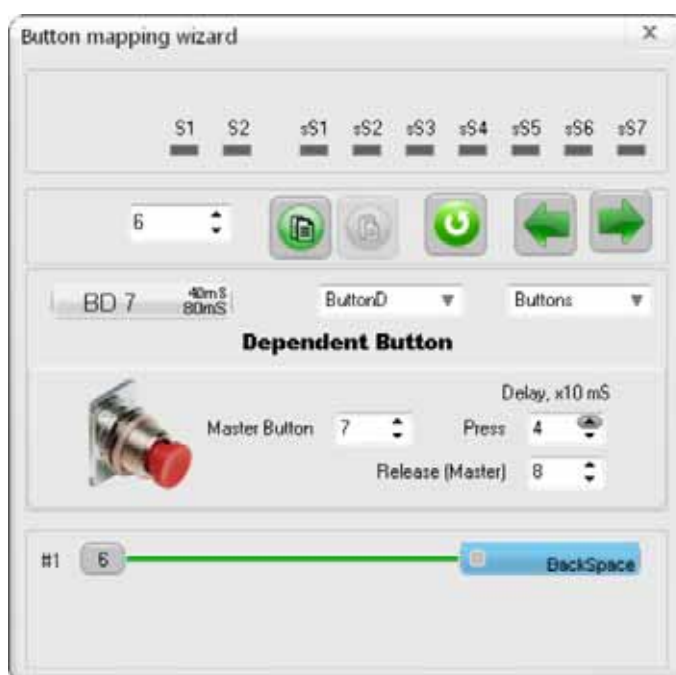 Button mapping wizard
S1 S2 sS1 sS2 sS3 sS4 sS5 sS6 sS7
6
BD 7 40mS 80mS ButtonD Buttons
Dependent Button
Delay, x10 mS
Master Button 7 Press 4
Release (Master) 8
#1 6 BackSpace